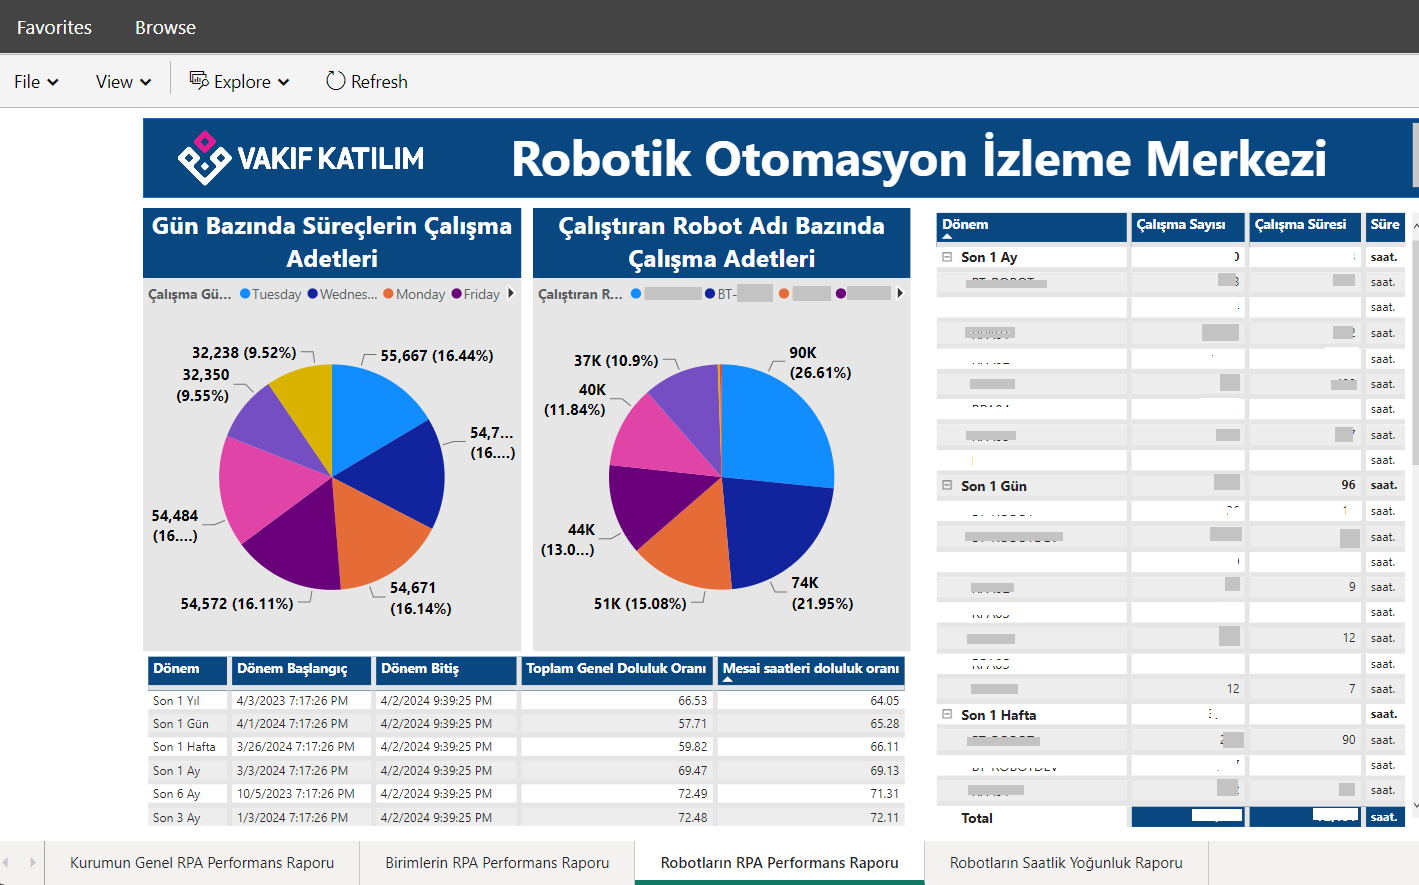 Favorites Browse
File View Explore Refresh
VAKIF KATILIM
Robotik Otomasyon İzleme Merkezi
Gün Bazında Süreçlerin Çalışma
Adetleri
Çalışma Gü... Tuesday Wednes... Monday Friday
32,238 (9.52%)
55,667 (16.44%)
32,350
(9.55%)
54,7...
(16....)
54,484
(16....)
54,671
(16.14%)
54,572 (16.11%)
Çalıştıran Robot Adı Bazında
Çalışma Adetleri
Çalıştıran R... BT-
37K (10.9%)
90K
(26.61%)
40K
(11.84%)
44K
(13.0...)
74K
(21.95%)
51K (15.08%)
Dönem Dönem Başlangıç Dönem Bitiş Toplam Genel Doluluk Oranı Mesai saatleri doluluk oranı
Son 1 Yıl 4/3/2023 7:17:26 PM 4/2/2024 9:39:25 PM 66.53 64.05
Son 1 Gün 4/1/2024 7:17:26 PM 4/2/2024 9:39:25 PM 57.71 65.28
Son 1 Hafta 3/26/2024 7:17:26 PM 4/2/2024 9:39:25 PM 59.82 66.11
Son 1 Ay 3/3/2024 7:17:26 PM 4/2/2024 9:39:25 PM 69.47 69.13
Son 6 Ay 10/5/2023 7:17:26 PM 4/2/2024 9:39:25 PM 72.49 71.31
Son 3 Ay 1/3/2024 7:17:26 PM 4/2/2024 9:39:25 PM 72.48 72.11
Dönem Çalışma Sayısı Çalışma Süresi Süre
Son 1 Ay saat.
saat.
saat.
saat.
saat.
saat.
saat.
saat.
saat.
Son 1 Gün 96 saat.
saat.
saat.
saat.
9 saat.
saat.
12 saat.
saat.
12 7 saat.
Son 1 Hafta saat.
90 saat.
saat.
saat.
Total saat.
Kurumun Genel RPA Performans Raporu Birimlerin RPA Performans Raporu Robotların RPA Performans Raporu Robotların Saatlik Yoğunluk Raporu